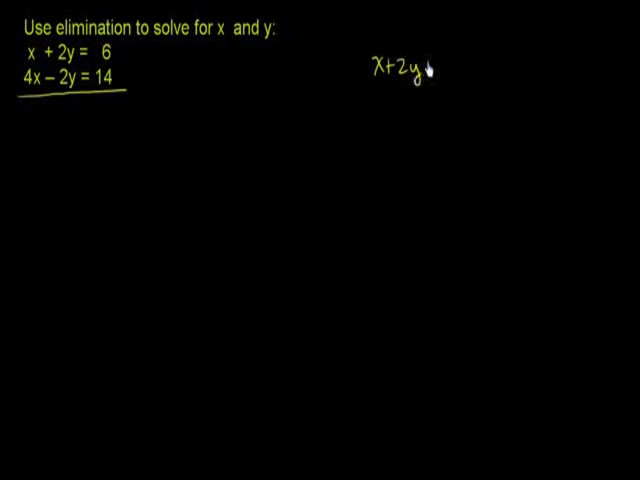 Use elimination to solve for x and y:
x + 2y = 6
4x – 2y = 14
x+2y